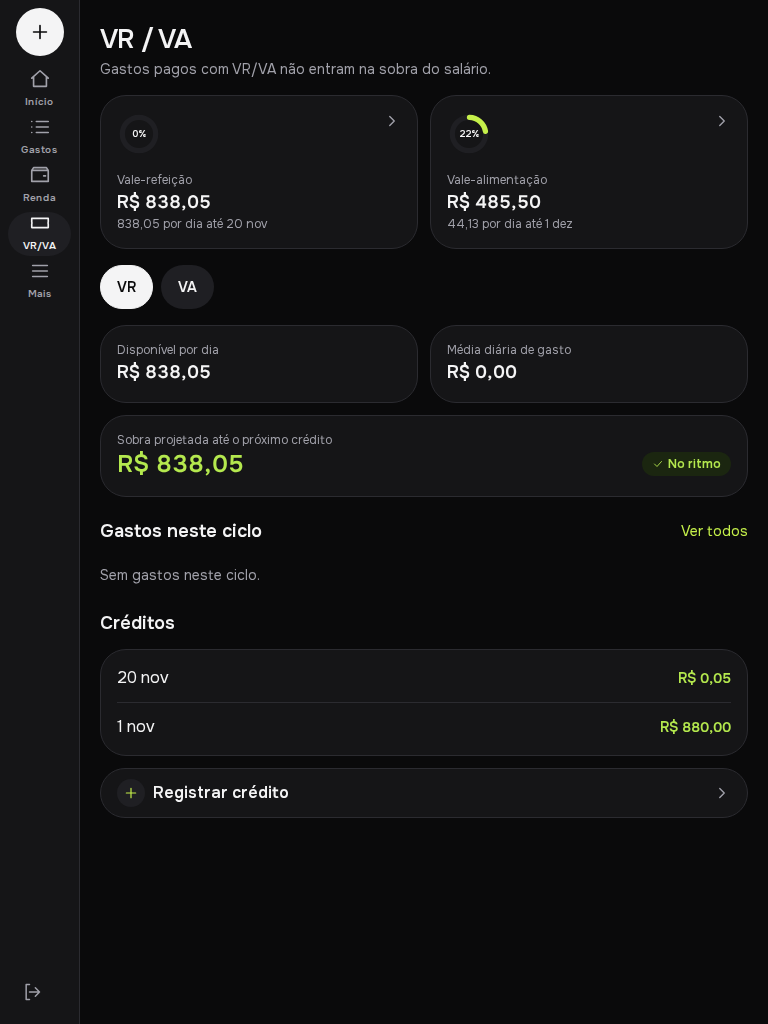 VR / VA
Gastos pagos com VR/VA não entram na sobra do salário.
Início
Gastos
Renda
VR/VA
Mais
0%
Vale-refeição
R$ 838,05
838,05 por dia até 20 nov
22%
Vale-alimentação
R$ 485,50
44,13 por dia até 1 dez
VR
VA
Disponível por dia
R$ 838,05
Média diária de gasto
R$ 0,00
Sobra projetada até o próximo crédito
R$ 838,05
No ritmo
Gastos neste ciclo
Ver todos
Sem gastos neste ciclo.
Créditos
20 nov
R$ 0,05
1 nov
R$ 880,00
Registrar crédito